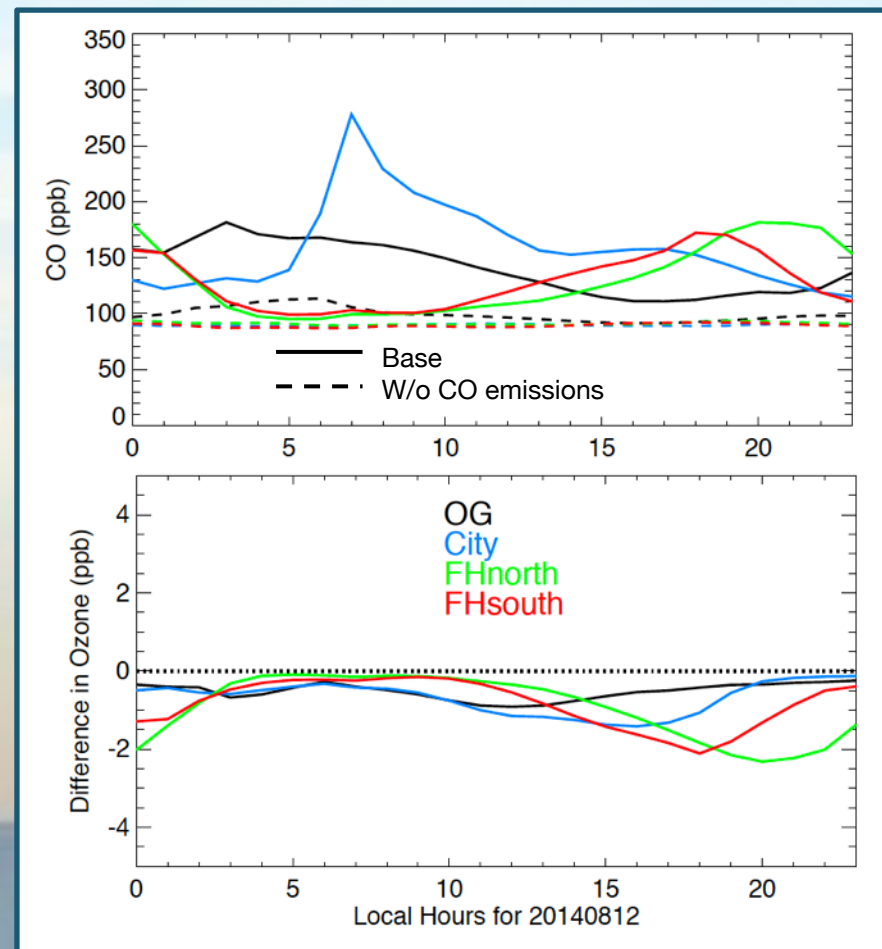 350
300
250
200
150
100
50
0
CO (ppb)
Base
W/o CO emissions
0 5 10 15 20
4
2
0
-2
-4
Difference in Ozone (ppb)
OG
City
FHnorth
FHsouth
0 5 10 15 20
Local Hours for 20140812